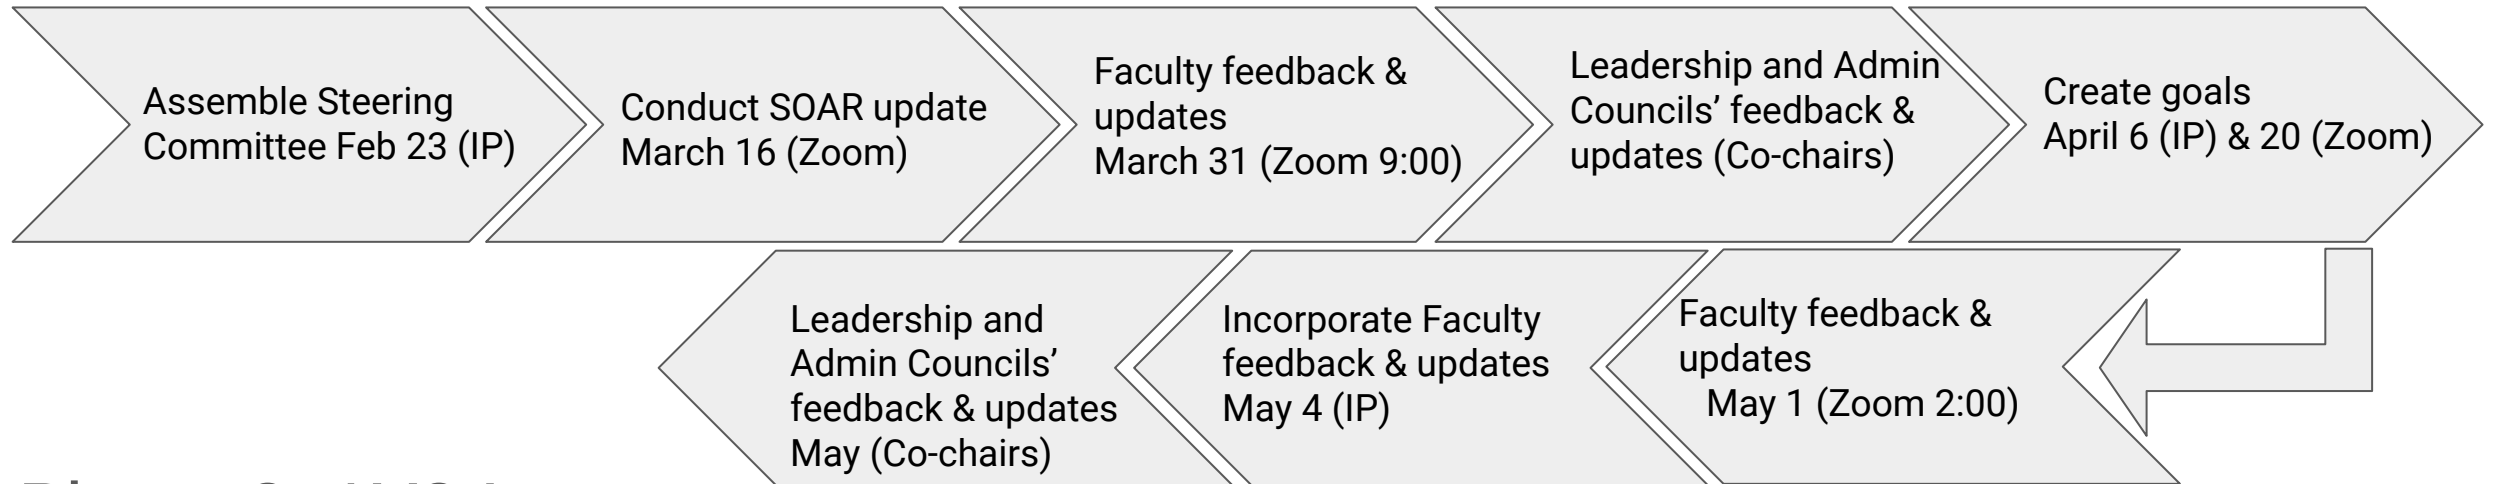 Assemble Steering
Committee Feb 23 (IP)
Conduct SOAR update
March 16 (Zoom)
Faculty feedback &
updates
March 31 (Zoom 9:00)
Leadership and Admin
Councils’ feedback &
updates (Co-chairs)
Create goals
April 6 (IP) & 20 (Zoom)
Faculty feedback &
updates
May 1 (Zoom 2:00)
Incorporate Faculty
feedback & updates
May 4 (IP)
Leadership and
Admin Councils’
feedback & updates
May (Co-chairs)